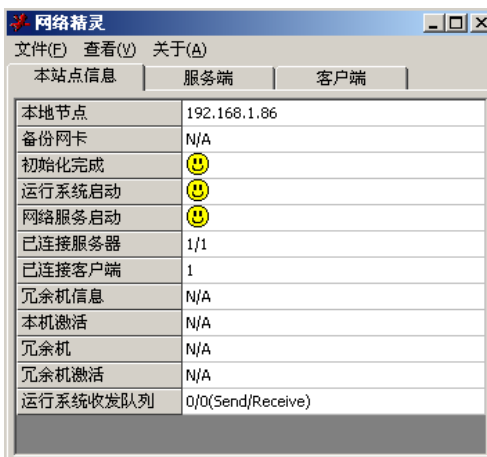 网络精灵
文件(F) 查看(V) 关于(A)
本站点信息 服务端 客户端
本地节点 192.168.1.86
备份网卡 N/A
初始化完成
运行系统启动
网络服务启动
已连接服务器 1/1
已连接客户端 1
冗余机信息 N/A
本机激活 N/A
冗余机 N/A
冗余机激活 N/A
运行系统收发队列 0/0(Send/Receive)